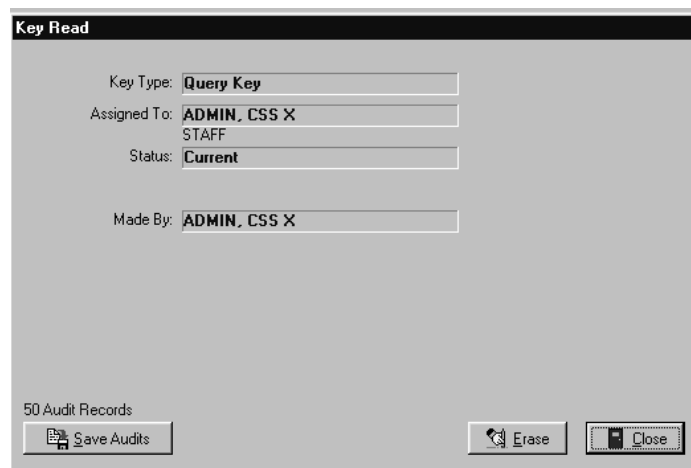 Key Read
Key Type: Query Key
Assigned To: ADMIN, CSS X
STAFF
Status: Current
Made By: ADMIN, CSS X
50 Audit Records
Save Audits Erase Close